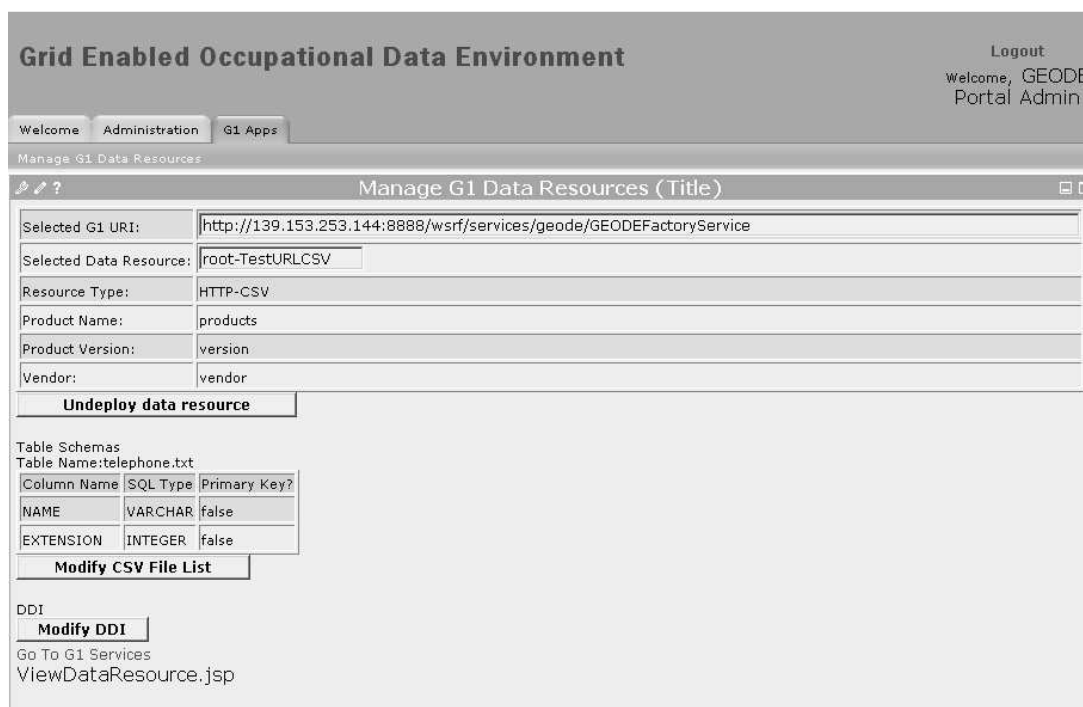 Grid Enabled Occupational Data Environment
Logout
Welcome, GEODE
Portal Admin
Welcome Administration G1 Apps
Manage G1 Data Resources
? Manage G1 Data Resources (Title)
Selected G1 URI: http://139.153.253.144:8888/wsrf/services/geode/GEODEFactoryService
Selected Data Resource: root-TestURLCSV
Resource Type: HTTP-CSV
Product Name: products
Product Version: version
Vendor: vendor
Undeploy data resource
Table Schemas
Table Name:telephone.txt
Column Name SQL Type Primary Key?
NAME VARCHAR false
EXTENSION INTEGER false
Modify CSV File List
DDI
Modify DDI
Go To G1 Services
ViewDataResource.jsp